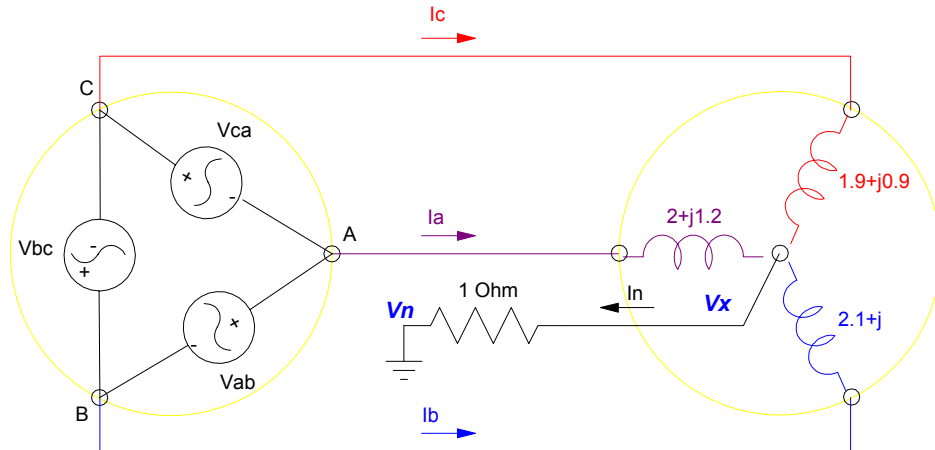 Ic
C
Vca
+
-
1.9+j0.9
Ia
2+j1.2
A
Vbc
-
+
1 Ohm
In
Vn
Vx
+
-
2.1+j
Vab
B
Ib